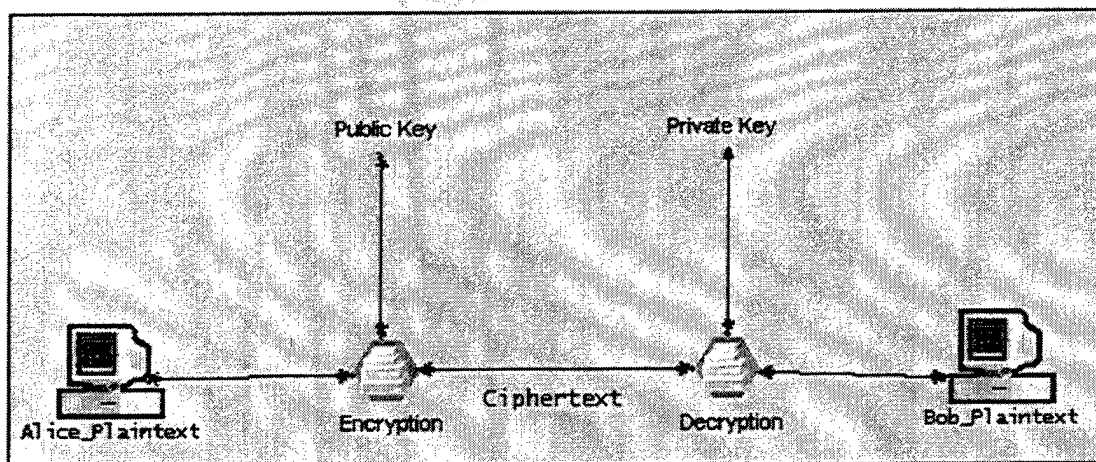 Public Key
Private Key
Ciphertext
Encryption
Decryption
Alice_Plaintext
Bob_Plaintext